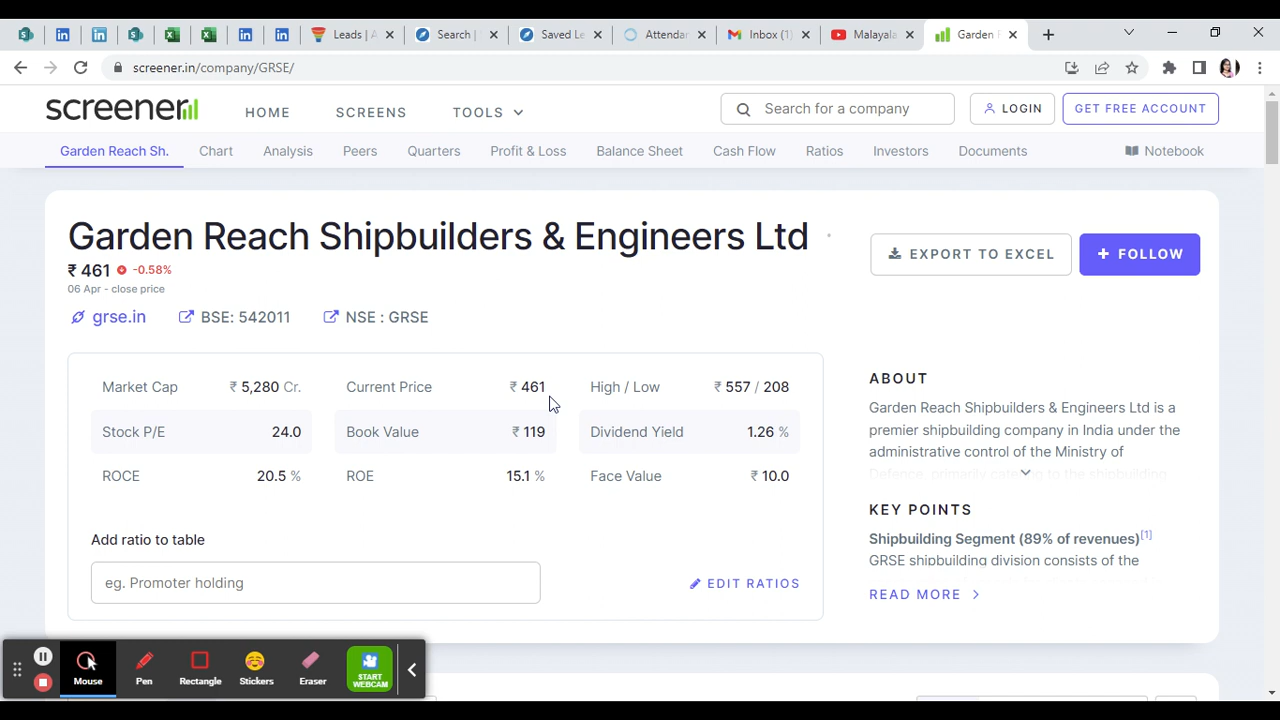 Leads | A
Search |
Saved Le
Attendar
Inbox (1)
Malayala
Garden F
screener.in/company/GRSE/
screener
HOME
SCREENS
TOOLS
Search for a company
LOGIN
GET FREE ACCOUNT
Garden Reach Sh.
Chart
Analysis
Peers
Quarters
Profit & Loss
Balance Sheet
Cash Flow
Ratios
Investors
Documents
Notebook
Garden Reach Shipbuilders & Engineers Ltd
₹ 461 -0.58%
06 Apr - close price
EXPORT TO EXCEL
+ FOLLOW
grse.in
BSE: 542011
NSE : GRSE
Market Cap ₹ 5,280 Cr.
Current Price ₹ 461
High / Low ₹ 557 / 208
Stock P/E 24.0
Book Value ₹ 119
Dividend Yield 1.26 %
ROCE 20.5 %
ROE 15.1 %
Face Value ₹ 10.0
Add ratio to table
eg. Promoter holding
EDIT RATIOS
ABOUT
Garden Reach Shipbuilders & Engineers Ltd is a
premier shipbuilding company in India under the
administrative control of the Ministry of
Defence, primarily catering to the shipbuilding
KEY POINTS
Shipbuilding Segment (89% of revenues)[1]
GRSE shipbuilding division consists of the
READ MORE
Mouse
Pen
Rectangle
Stickers
Eraser
START
WEBCAM